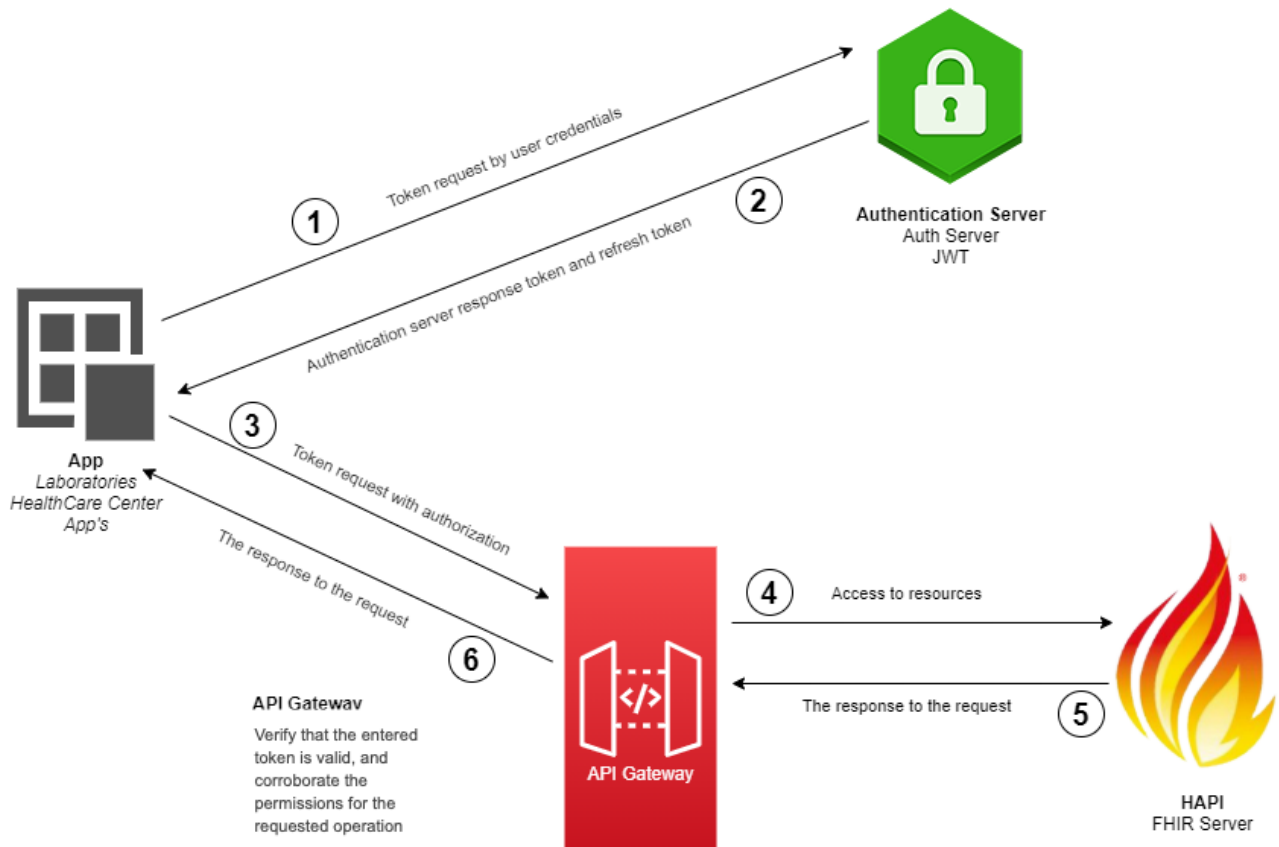 1
Token request by user credentials
2
Authentication Server
Auth Server
JWT
Authentication server response token and refresh token
App
Laboratories
HealthCare Center
App's
3
Token request with authorization
The response to the request
6
4
Access to resources
The response to the request
5
API Gateway
Verify that the entered
token is valid, and
corroborate the
permissions for the
requested operation
</>
API Gateway
®
HAPI
FHIR Server